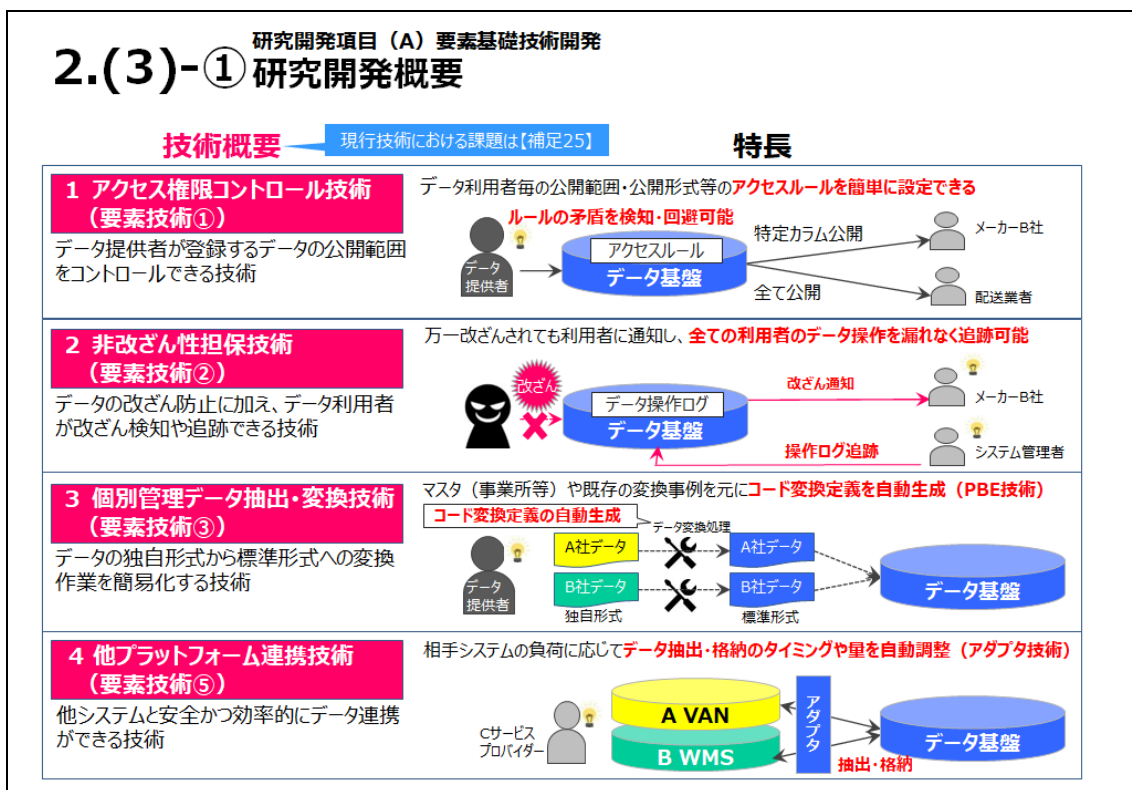 研究開発項目（A）要素基礎技術開発
2.(3)-① 研究開発概要
技術概要
現行技術における課題は【補足25】
特長
1 アクセス権限コントロール技術
（要素技術①）
データ提供者が登録するデータの公開範囲
をコントロールできる技術
データ利用者毎の公開範囲・公開形式等のアクセスルールを簡単に設定できる
ルールの矛盾を検知・回避可能
データ
提供者
アクセスルール
データ基盤
特定カラム公開
全て公開
メーカーB社
配送業者
2 非改ざん性担保技術
（要素技術②）
データの改ざん防止に加え、データ利用者
が改ざん検知や追跡できる技術
万一改ざんされても利用者に通知し、全ての利用者のデータ操作を漏れなく追跡可能
改ざん
データ操作ログ
データ基盤
改ざん通知
操作ログ追跡
メーカーB社
システム管理者
3 個別管理データ抽出・変換技術
（要素技術③）
データの独自形式から標準形式への変換
作業を簡易化する技術
マスタ（事業所等）や既存の変換事例を元にコード変換定義を自動生成（PBE技術）
コード変換定義の自動生成
データ変換処理
データ
提供者
A社データ
A社データ
B社データ
B社データ
独自形式
標準形式
データ基盤
4 他プラットフォーム連携技術
（要素技術⑤）
他システムと安全かつ効率的にデータ連携
ができる技術
相手システムの負荷に応じてデータ抽出・格納のタイミングや量を自動調整（アダプタ技術）
Cサービス
プロバイダー
A VAN
B WMS
アダプタ
抽出・格納
データ基盤